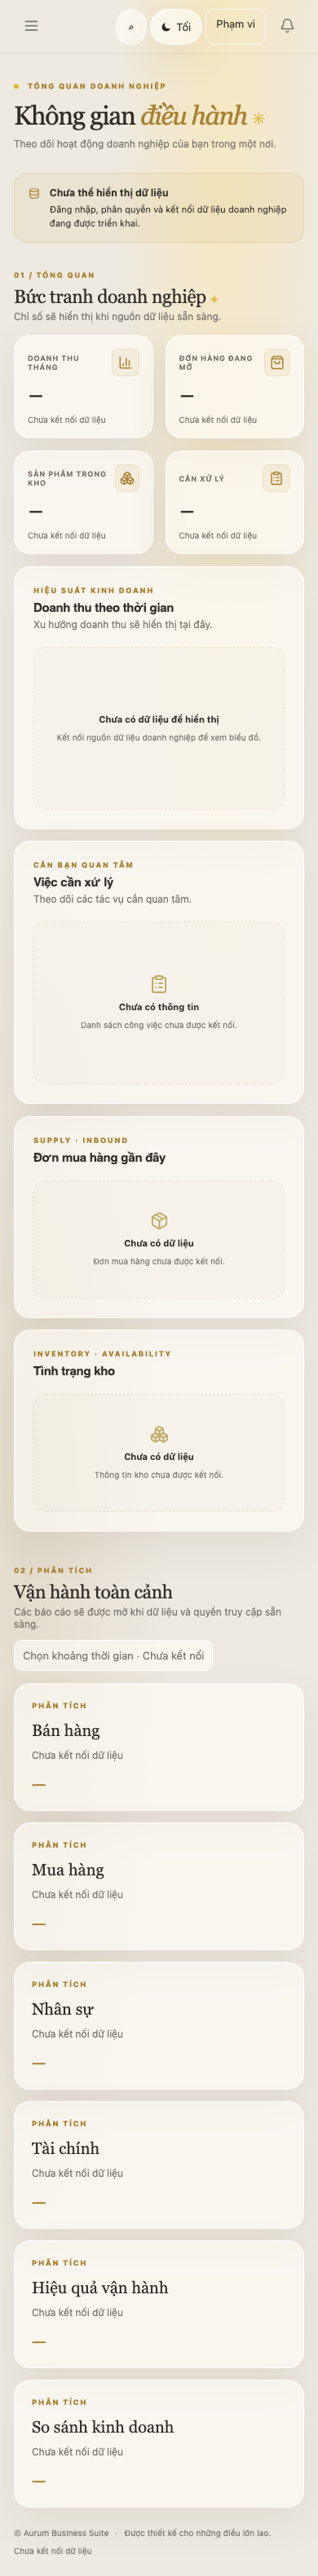 Tối
Phạm vi
TỔNG QUAN DOANH NGHIỆP
Không gian điều hành
Theo dõi hoạt động doanh nghiệp của bạn trong một nơi.
Chưa thể hiển thị dữ liệu
Đăng nhập, phân quyền và kết nối dữ liệu doanh nghiệp
đang được triển khai.
01 / TỔNG QUAN
Bức tranh doanh nghiệp
Chỉ số sẽ hiển thị khi nguồn dữ liệu sẵn sàng.
DOANH THU
THÁNG
—
Chưa kết nối dữ liệu
ĐƠN HÀNG ĐANG
MỞ
—
Chưa kết nối dữ liệu
SẢN PHẨM TRONG
KHO
—
Chưa kết nối dữ liệu
CẦN XỬ LÝ
—
Chưa kết nối dữ liệu
HIỆU SUẤT KINH DOANH
Doanh thu theo thời gian
Xu hướng doanh thu sẽ hiển thị tại đây.
Chưa có dữ liệu để hiển thị
Kết nối nguồn dữ liệu doanh nghiệp để xem biểu đồ.
CẦN BẠN QUAN TÂM
Việc cần xử lý
Theo dõi các tác vụ cần quan tâm.
Chưa có thông tin
Danh sách công việc chưa được kết nối.
SUPPLY · INBOUND
Đơn mua hàng gần đây
Chưa có dữ liệu
Đơn mua hàng chưa được kết nối.
INVENTORY · AVAILABILITY
Tình trạng kho
Chưa có dữ liệu
Thông tin kho chưa được kết nối.
02 / PHÂN TÍCH
Vận hành toàn cảnh
Các báo cáo sẽ được mở khi dữ liệu và quyền truy cập sẵn
sàng.
Chọn khoảng thời gian · Chưa kết nối
PHÂN TÍCH
Bán hàng
Chưa kết nối dữ liệu
—
PHÂN TÍCH
Mua hàng
Chưa kết nối dữ liệu
—
PHÂN TÍCH
Nhân sự
Chưa kết nối dữ liệu
—
PHÂN TÍCH
Tài chính
Chưa kết nối dữ liệu
—
PHÂN TÍCH
Hiệu quả vận hành
Chưa kết nối dữ liệu
—
PHÂN TÍCH
So sánh kinh doanh
Chưa kết nối dữ liệu
—
© Aurum Business Suite · Được thiết kế cho những điều lớn lao.
Chưa kết nối dữ liệu